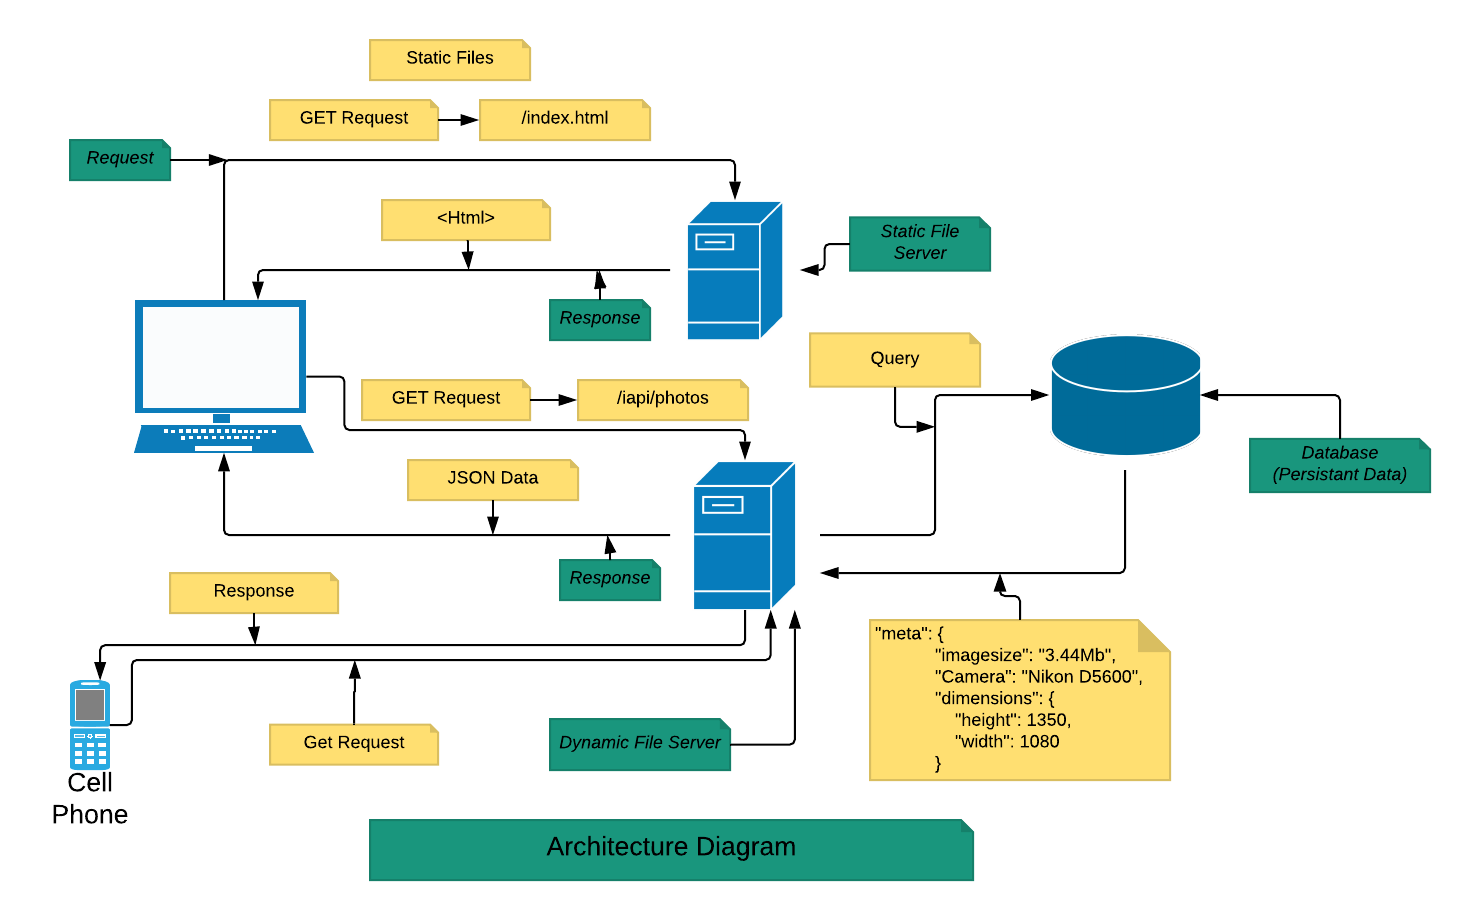 Static Files
GET Request
/index.html
Request
<Html>
Static File
Server
Response
Query
GET Request
/iapi/photos
Database
(Persistant Data)
JSON Data
Response
Response
"meta": {
"imagesize": "3.44Mb",
"Camera": "Nikon D5600",
"dimensions": {
"height": 1350,
"width": 1080
}
Get Request
Dynamic File Server
Cell
Phone
Architecture Diagram